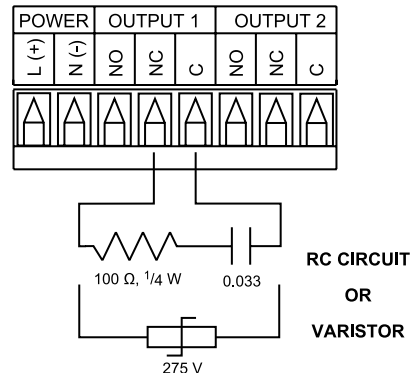 POWER OUTPUT 1 OUTPUT 2
L (+) N (-) NO NC C NO NC C
100 Ω, 1/4 W 0.033
RC CIRCUIT
OR
VARISTOR
275 V